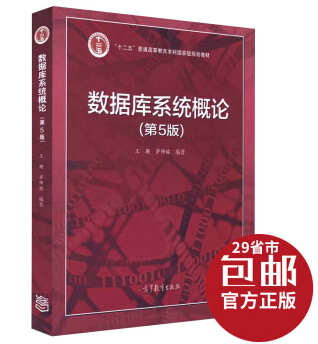 "十二五"普通高等教育本科国家级规划教材
数据库系统概论
(第5版)
王珊 萨师煊 编著
高等教育出版社
数据库系统概论
(第5版)
王珊 萨师煊 编著
29省市
包邮
官方正版